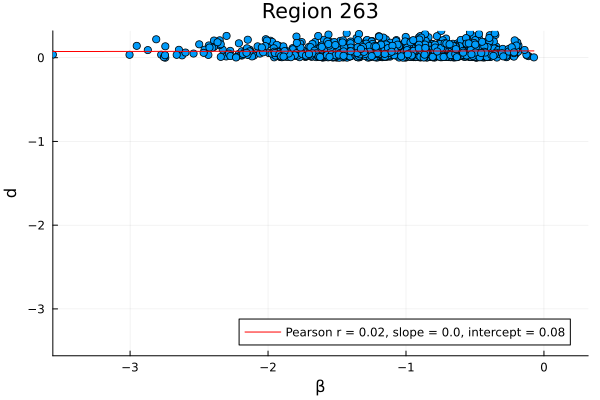 Region 263
0
−1
−2
−3
d
Pearson r = 0.02, slope = 0.0, intercept = 0.08
−3
−2
−1
0
β